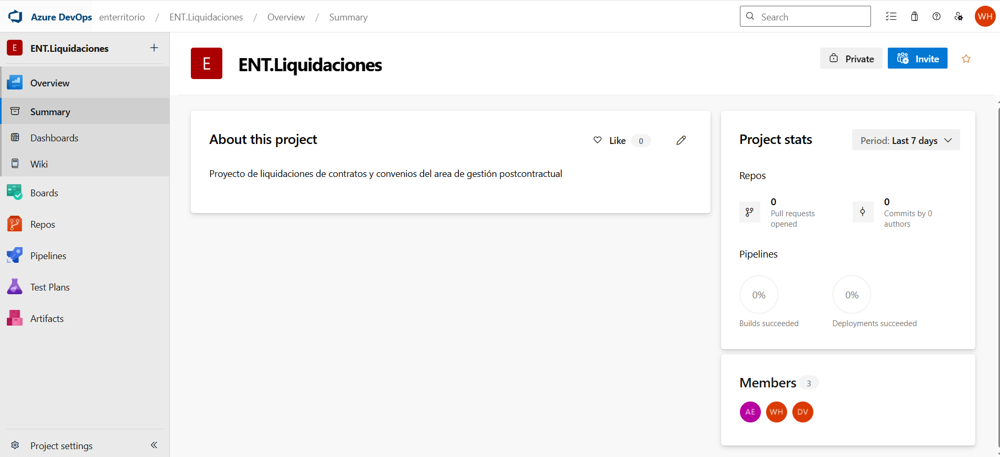 Azure DevOps enterritorio / ENT.Liquidaciones / Overview / Summary
Search
WH
E ENT.Liquidaciones
Overview
Summary
Dashboards
Wiki
Boards
Repos
Pipelines
Test Plans
Artifacts
Project settings
E ENT.Liquidaciones
Private
Invite
About this project
Like 0
Proyecto de liquidaciones de contratos y convenios del area de gestión postcontractual
Project stats
Period: Last 7 days
Repos
0
Pull requests
opened
0
Commits by 0
authors
Pipelines
0%
Builds succeeded
0%
Deployments succeeded
Members 3
AE WH DV